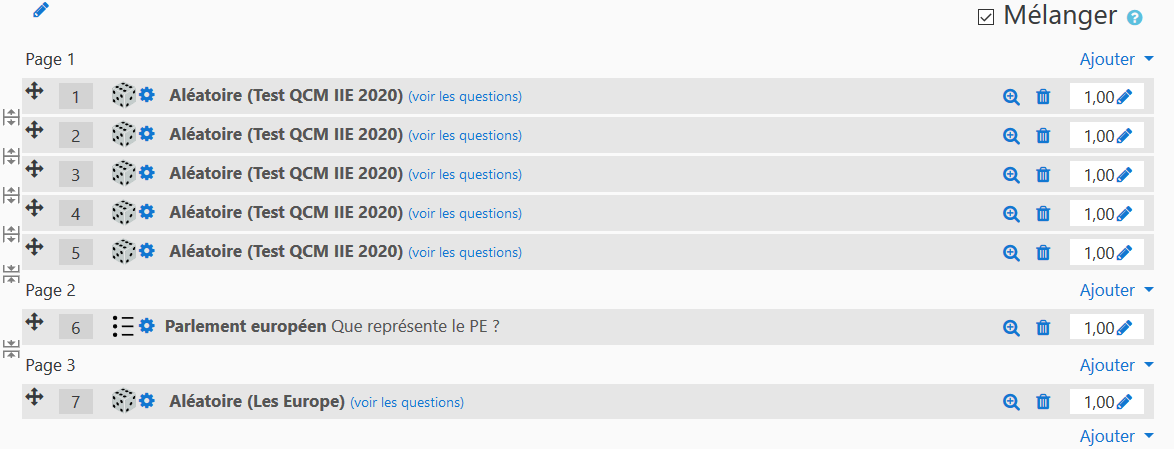 Mélanger ?
Page 1 Ajouter
1 Aléatoire (Test QCM IIE 2020) (voir les questions) 1,00
2 Aléatoire (Test QCM IIE 2020) (voir les questions) 1,00
3 Aléatoire (Test QCM IIE 2020) (voir les questions) 1,00
4 Aléatoire (Test QCM IIE 2020) (voir les questions) 1,00
5 Aléatoire (Test QCM IIE 2020) (voir les questions) 1,00
Page 2 Ajouter
6 Parlement européen Que représente le PE ? 1,00
Page 3 Ajouter
7 Aléatoire (Les Europe) (voir les questions) 1,00
Ajouter